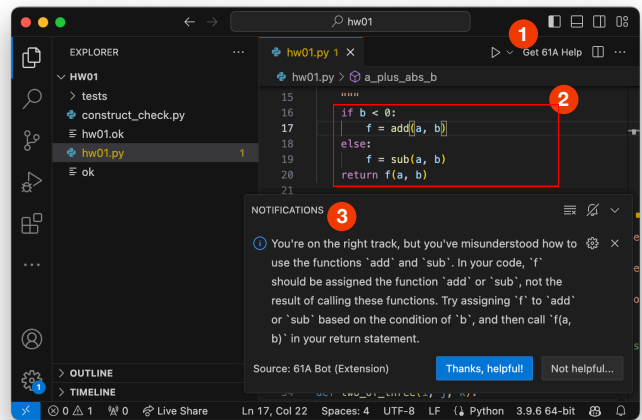 hw01
1
EXPLORER
hw01.py 1
Get 61A Help
HW01
hw01.py > a_plus_abs_b
tests
construct_check.py
hw01.ok
hw01.py 1
ok
15 """
2
16 if b < 0:
17 f = add(a, b)
18 else:
19 f = sub(a, b)
20 return f(a, b)
21
NOTIFICATIONS
3
You're on the right track, but you've misunderstood how to
use the functions `add` and `sub`. In your code, `f`
should be assigned the function `add` or `sub`, not the
result of calling these functions. Try assigning `f` to `add`
or `sub` based on the condition of `b`, and then call `f(a,
b)` in your return statement.
Source: 61A Bot (Extension)
Thanks, helpful!
Not helpful...
OUTLINE
TIMELINE
1
34 def two_of_three(i, j, k):
0 1 0 Live Share Ln 17, Col 22 Spaces: 4 UTF-8 LF Python 3.9.6 64-bit